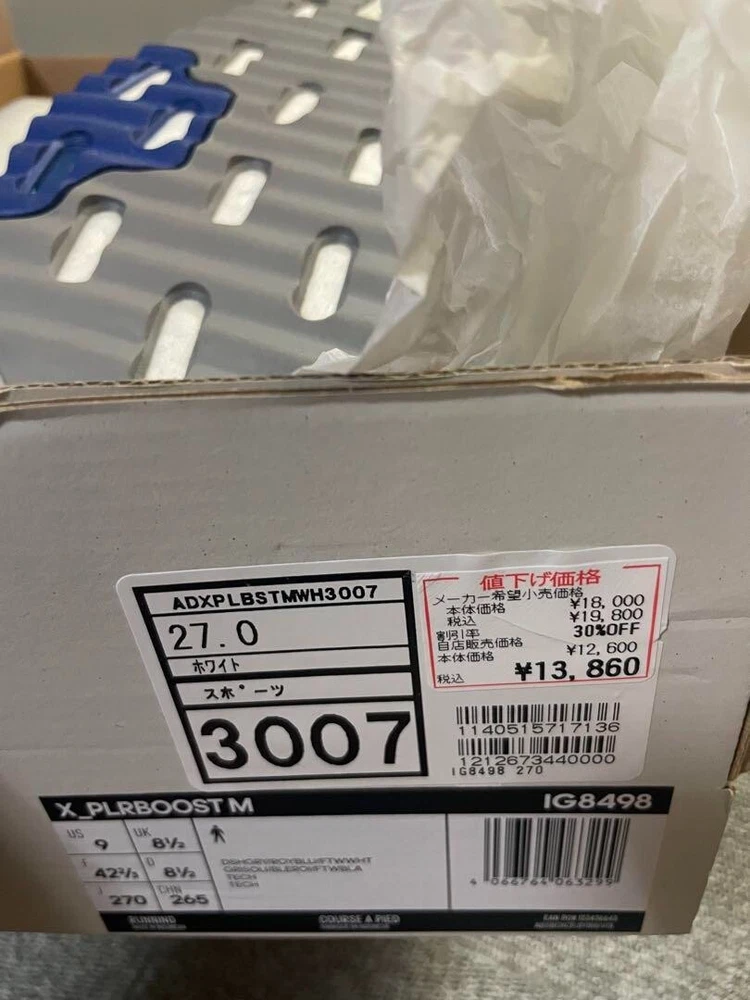 ADXPLBSTMWH3007
27.0
ホワイト
スポーツ
3007
値下げ価格
メーカー希望小売価格
本体価格 ¥18,000
税込 ¥19,800
割引率 30%OFF
自店販売価格
本体価格 ¥12,600
税込 ¥13,860
1140515717136
1212673440000
IG8498 270
X_PLRBOOST M IG8498
US 9 UK 8½
F 42⅔ D 8½
J 270 CHN 265
TECH
TECH
4 066764 063299
RUNNING COURSE A PIED